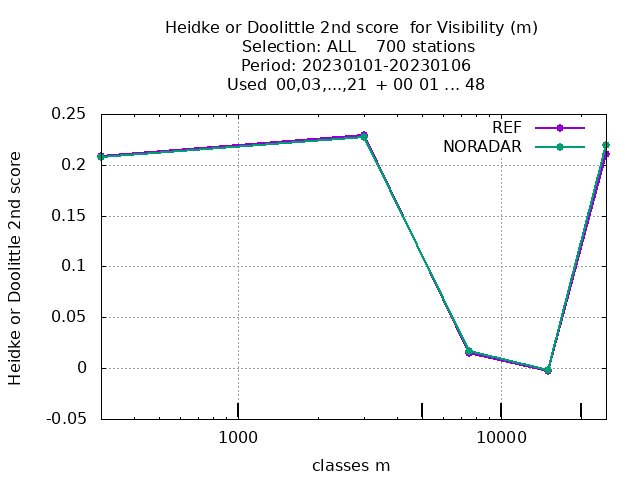 Heidke or Doolittle 2nd score  for Visibility (m)
Selection: ALL    700 stations
Period: 20230101-20230106
Used  00,03,...,21  + 00 01 ... 48
0.25
0.2
0.15
0.1
0.05
0
-0.05
Heidke or Doolittle 2nd score
REF
NORADAR
1000
10000
classes m